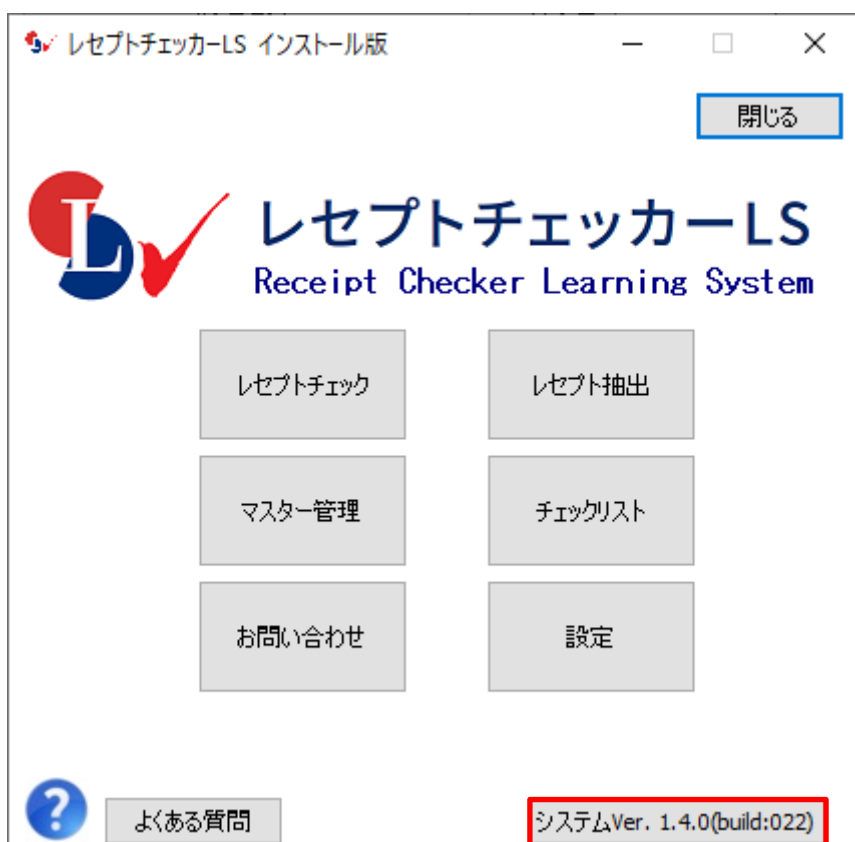 レセプトチェッカーLS インストール版
閉じる
L
レセプトチェッカーLS
Receipt Checker Learning System
レセプトチェック
レセプト抽出
マスター管理
チェックリスト
お問い合わせ
設定
?
よくある質問
システムVer. 1.4.0(build:022)